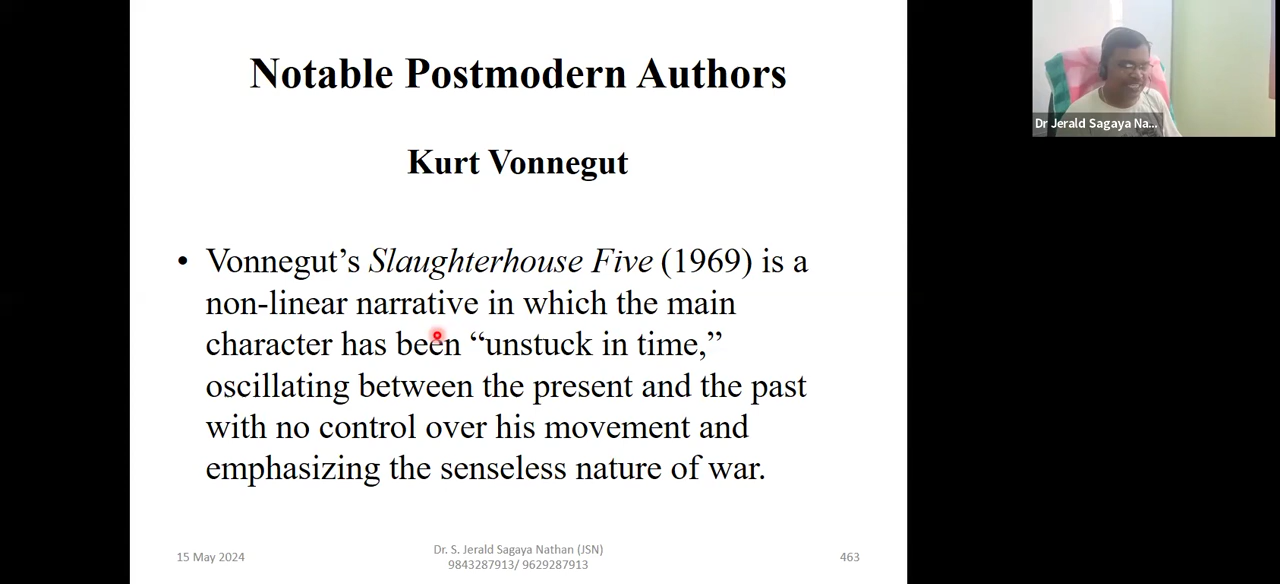 Notable Postmodern Authors
Kurt Vonnegut
• Vonnegut’s Slaughterhouse Five (1969) is a
non-linear narrative in which the main
character has been “unstuck in time,”
oscillating between the present and the past
with no control over his movement and
emphasizing the senseless nature of war.
15 May 2024
Dr. S. Jerald Sagaya Nathan (JSN)
9843287913/ 9629287913
463
Dr Jerald Sagaya Na...